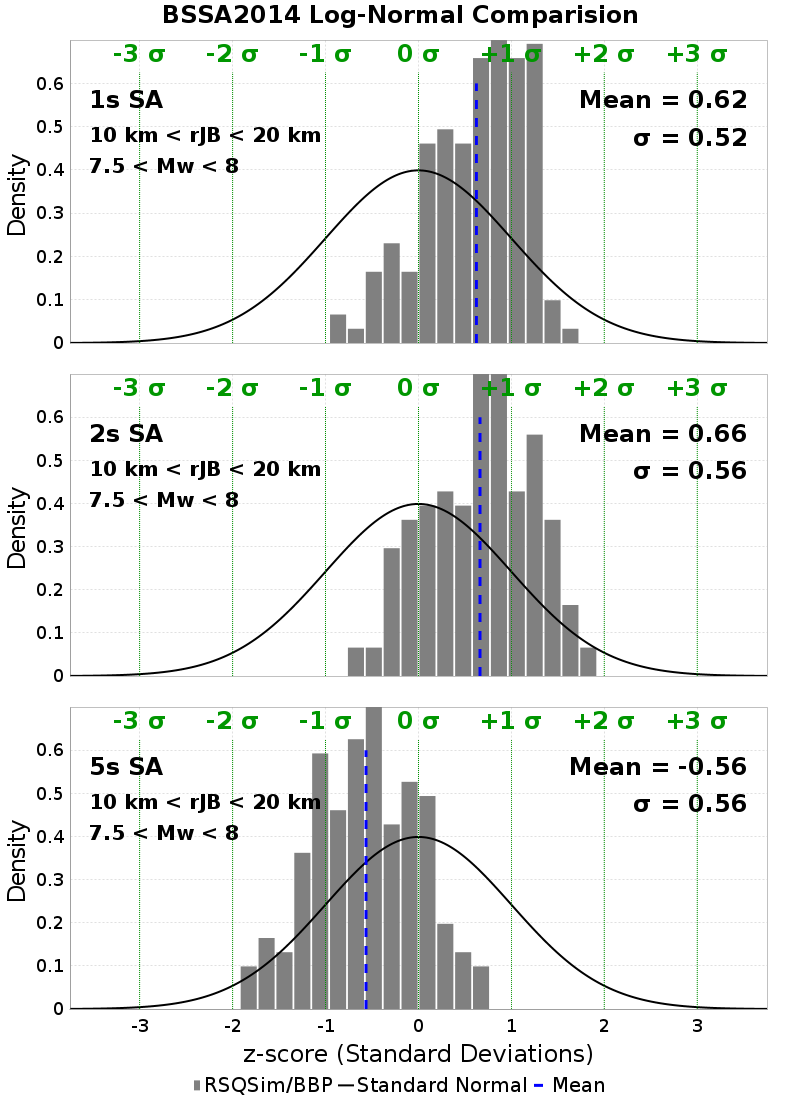 BSSA2014 Log-Normal Comparision
-3 σ -2 σ -1 σ 0 σ +1 σ +2 σ +3 σ
0.6
1s SA Mean = 0.62
0.5
10 km < rJB < 20 km σ = 0.52
7.5 < Mw < 8
0.4
0.3
0.2
0.1
0
Density
-3 σ -2 σ -1 σ 0 σ +1 σ +2 σ +3 σ
0.6
2s SA Mean = 0.66
0.5
10 km < rJB < 20 km σ = 0.56
7.5 < Mw < 8
0.4
0.3
0.2
0.1
0
Density
-3 σ -2 σ -1 σ 0 σ +1 σ +2 σ +3 σ
0.6
5s SA Mean = -0.56
0.5
10 km < rJB < 20 km σ = 0.56
7.5 < Mw < 8
0.4
0.3
0.2
0.1
0
Density
-3 -2 -1 0 1 2 3
z-score (Standard Deviations)
RSQSim/BBP Standard Normal Mean